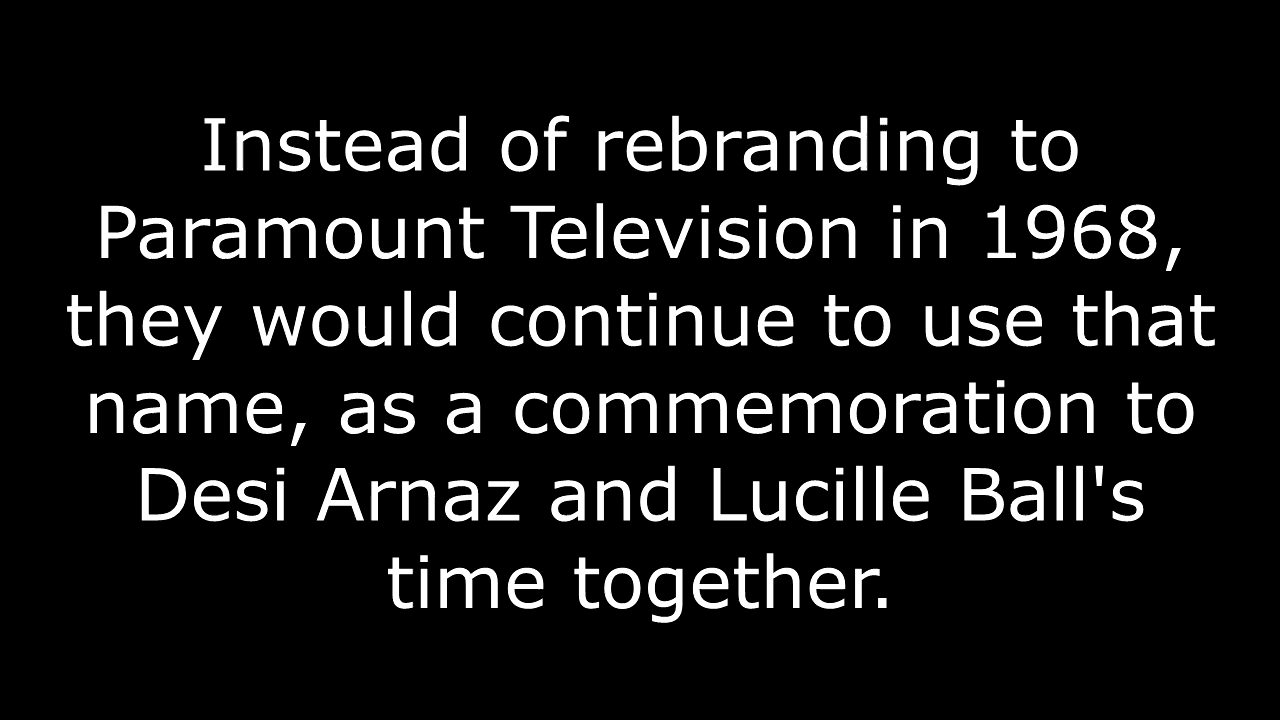 Instead of rebranding to
Paramount Television in 1968,
they would continue to use that
name, as a commemoration to
Desi Arnaz and Lucille Ball's
time together.